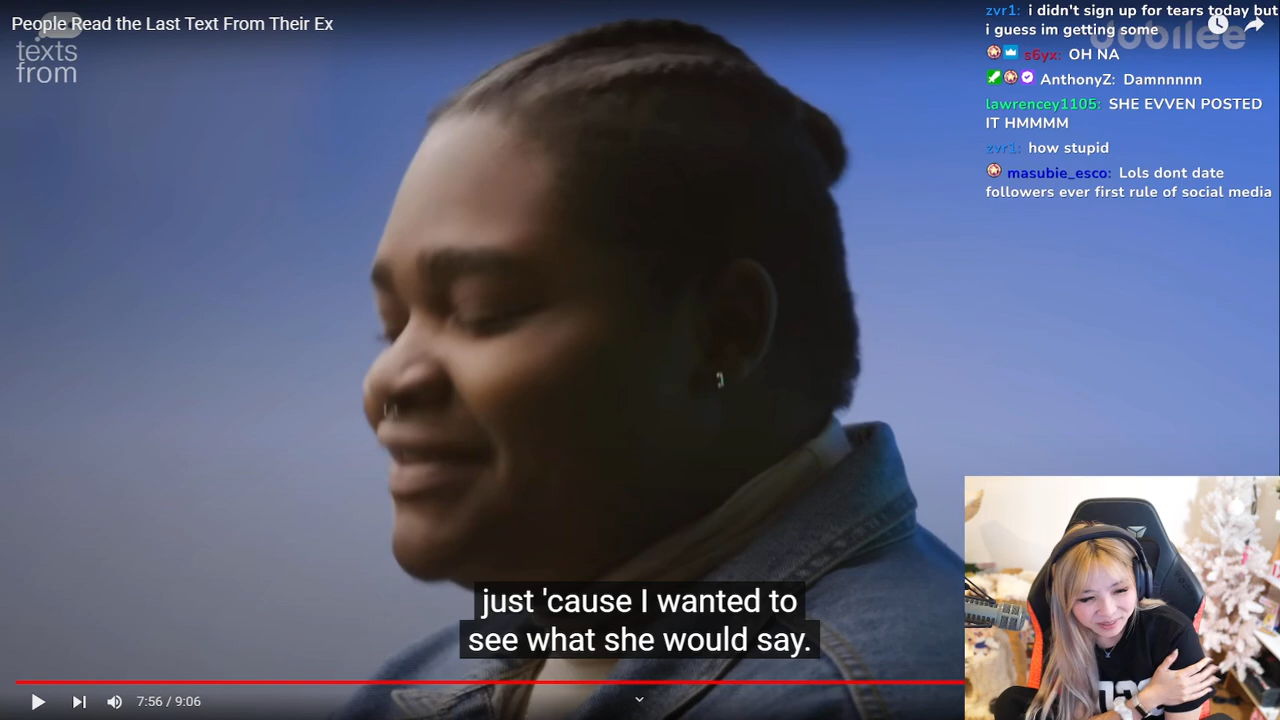 People Read the Last Text From Their Ex
texts
from
jubilee
zvr1: i didn't sign up for tears today but
i guess im getting some
s6yx: OH NA
AnthonyZ: Damnnnnn
lawrencey1105: SHE EVVEN POSTED
IT HMMMM
zvr1: how stupid
masubie_esco: Lols dont date
followers ever first rule of social media
just 'cause I wanted to
see what she would say.
7:56 / 9:06